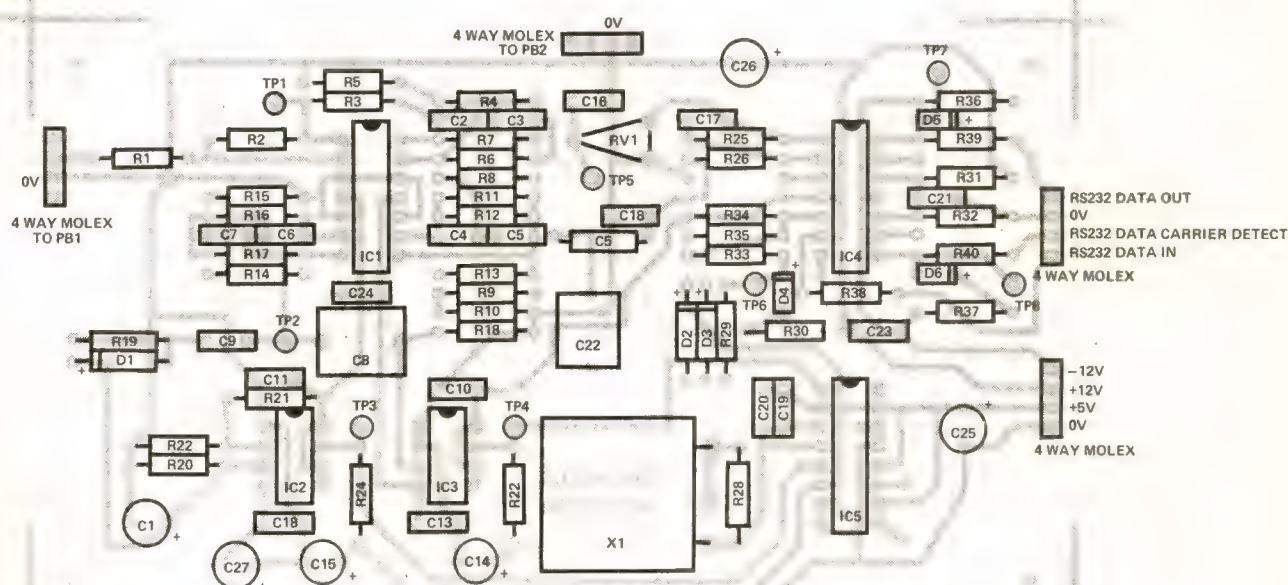 0V
4 WAY MOLEX
TO PB2
C26
+
TP7
TP1
R5
R3
R4
C16
C2
C3
C17
R36
D5
+
R1
R2
R7
R6
RV1
R25
R26
R39
0V
R8
TP5
R31
4 WAY MOLEX
TO PB1
R15
R16
R11
R12
C18
R34
C21
R32
RS232 DATA OUT
0V
RS232 DATA CARRIER DETECT
RS232 DATA IN
4 WAY MOLEX
C7
C6
R17
R14
IC1
C4
C5
C5
R35
R33
IC4
R40
D6
+
TP8
C24
R13
R9
R10
R18
TP6
+
D4
R38
R37
R19
D1
+
C9
TP2
C8
C22
+
+
D2
D3
R29
R30
C23
C11
R21
C10
C20
C19
-12V
+12V
+5V
0V
4 WAY MOLEX
R22
R20
TP3
TP4
C25
+
IC2
R24
IC3
R22
X1
R28
IC5
C1
+
C18
C13
C27
+
C15
+
C14
+